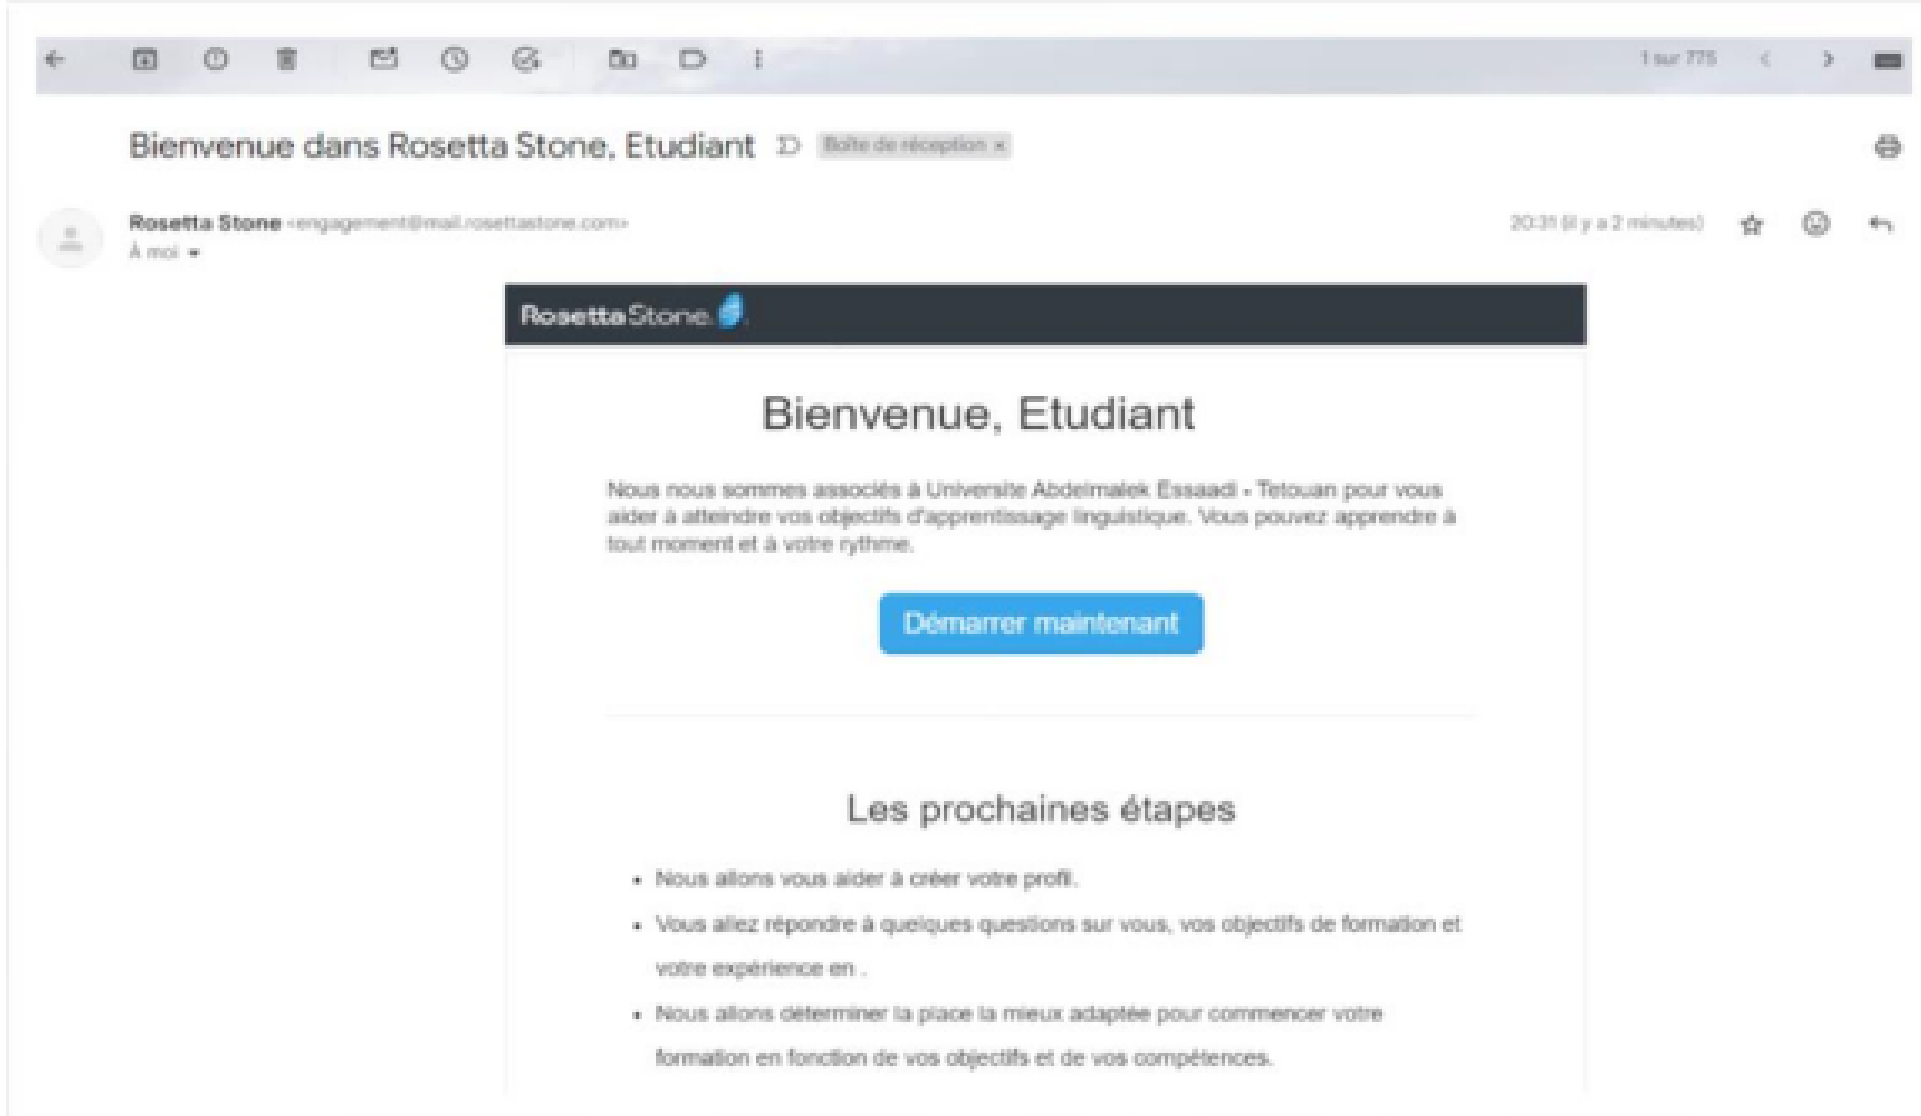 1 sur 775
Bienvenue dans Rosetta Stone, Etudiant
Boîte de réception ×
Rosetta Stone <engagement@mail.rosettastone.com>
20:31 (il y a 2 minutes)
À moi
RosettaStone.
Bienvenue, Etudiant
Nous nous sommes associés à Universite Abdelmalek Essaadi - Tetouan pour vous
aider à atteindre vos objectifs d'apprentissage linguistique. Vous pouvez apprendre à
tout moment et à votre rythme.
Démarrer maintenant
Les prochaines étapes
• Nous allons vous aider à créer votre profil.
• Vous allez répondre à quelques questions sur vous, vos objectifs de formation et
votre expérience en .
• Nous allons déterminer la place la mieux adaptée pour commencer votre
formation en fonction de vos objectifs et de vos compétences.